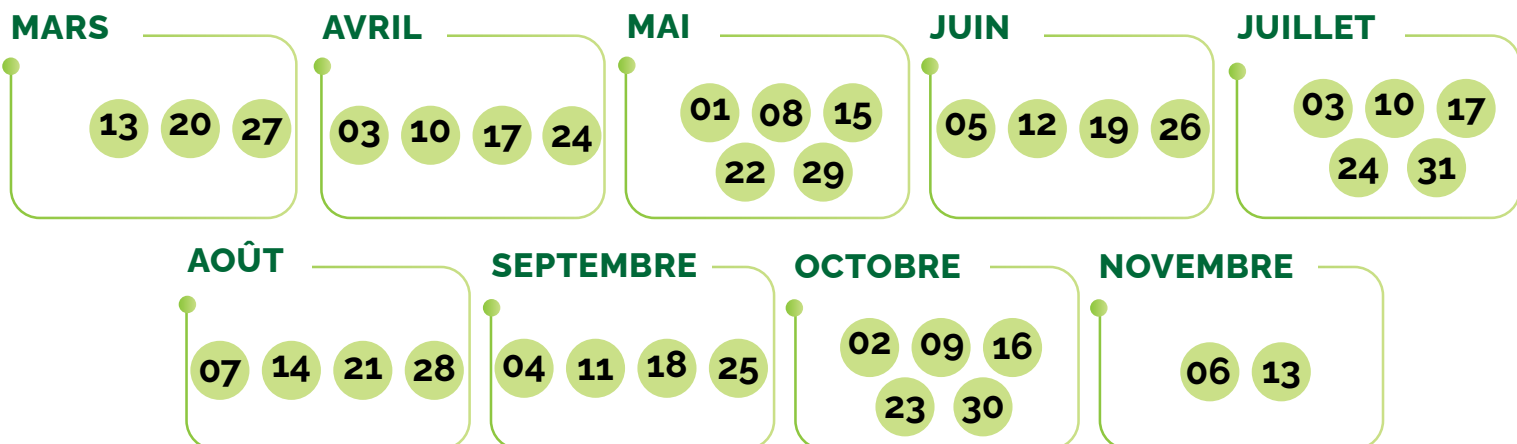 MARS
13 20 27
AVRIL
03 10 17 24
MAI
01 08 15
22 29
JUIN
05 12 19 26
JUILLET
03 10 17
24 31
AOÛT
07 14 21 28
SEPTEMBRE
04 11 18 25
OCTOBRE
02 09 16
23 30
NOVEMBRE
06 13